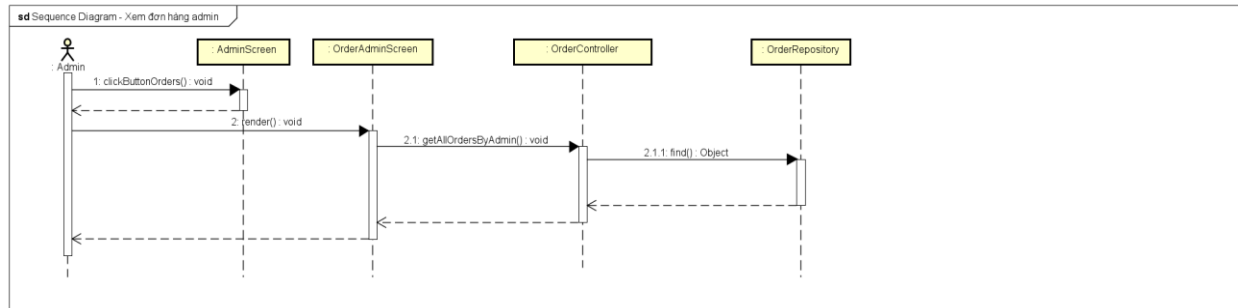 sd Sequence Diagram - Xem đơn hàng admin
: Admin
: AdminScreen
: OrderAdminScreen
: OrderController
: OrderRepository
1: clickButtonOrders() : void
2: render() : void
2.1: getAllOrdersByAdmin() : void
2.1.1: find() : Object